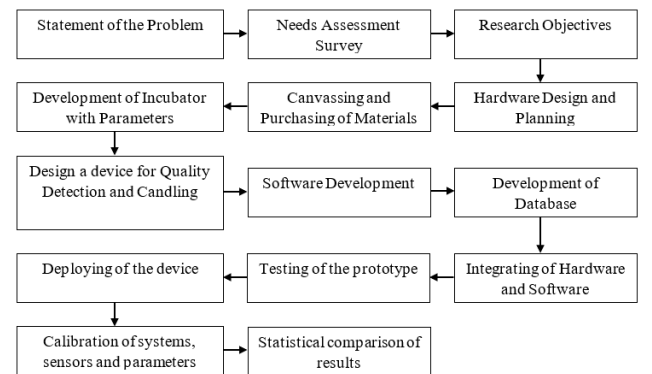 Statement of the Problem
Needs Assessment
Survey
Research Objectives
Hardware Design and
Planning
Canvassing and
Purchasing of Materials
Development of Incubator
with Parameters
Design a device for Quality
Detection and Candling
Software Development
Development of
Database
Integrating of Hardware
and Software
Testing of the prototype
Deploying of the device
Calibration of systems,
sensors and parameters
Statistical comparison of
results